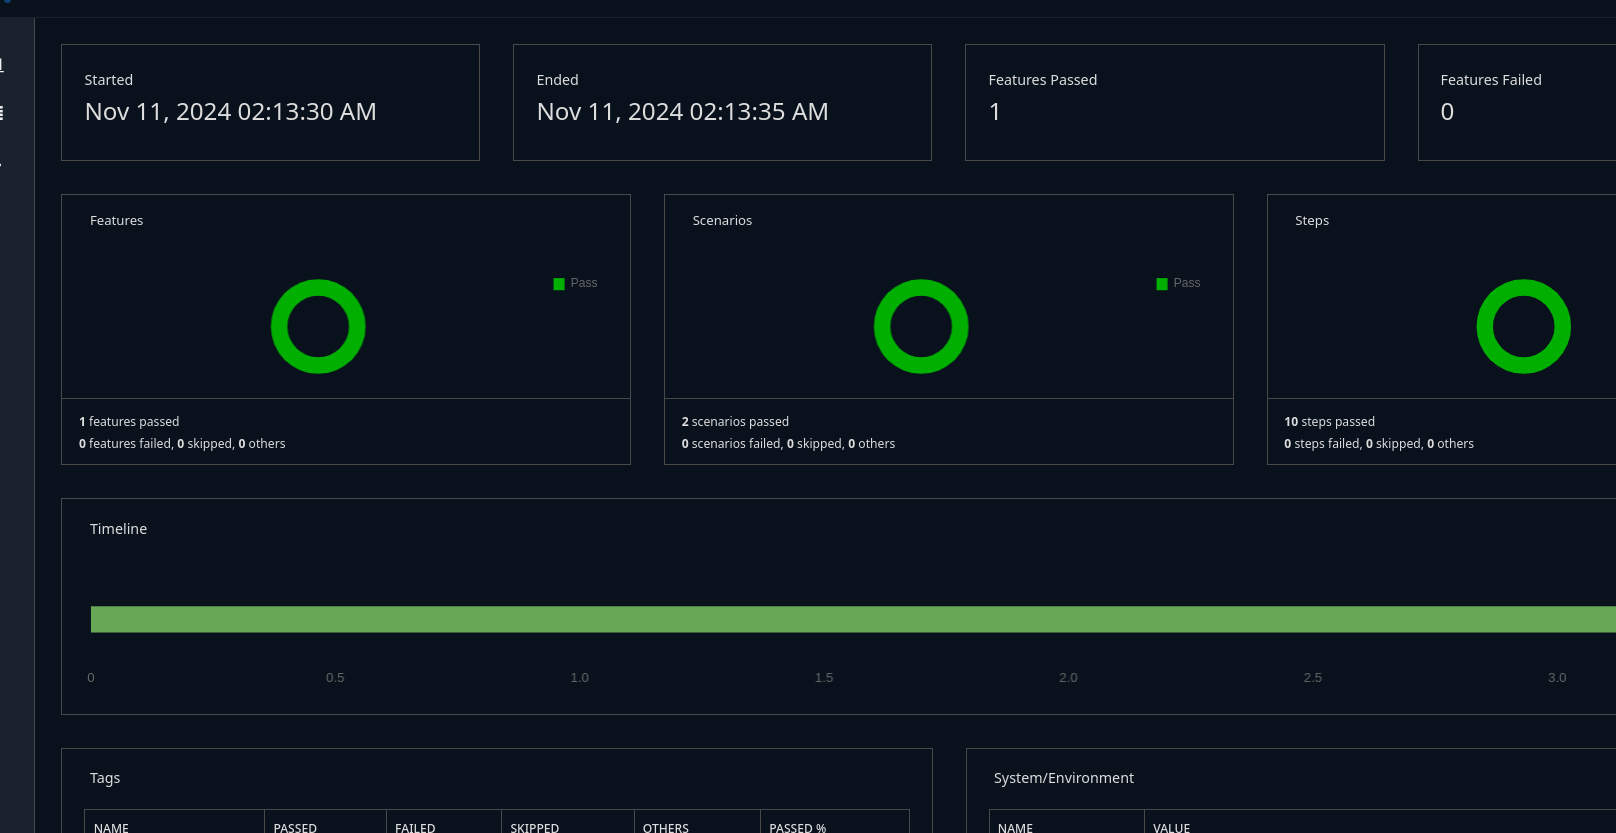 Started
Nov 11, 2024 02:13:30 AM
Ended
Nov 11, 2024 02:13:35 AM
Features Passed
1
Features Failed
0
Features
Pass
1 features passed
0 features failed, 0 skipped, 0 others
Scenarios
Pass
2 scenarios passed
0 scenarios failed, 0 skipped, 0 others
Steps
10 steps passed
0 steps failed, 0 skipped, 0 others
Timeline
0 0.5 1.0 1.5 2.0 2.5 3.0
Tags
NAME PASSED FAILED SKIPPED OTHERS PASSED %
System/Environment
NAME VALUE